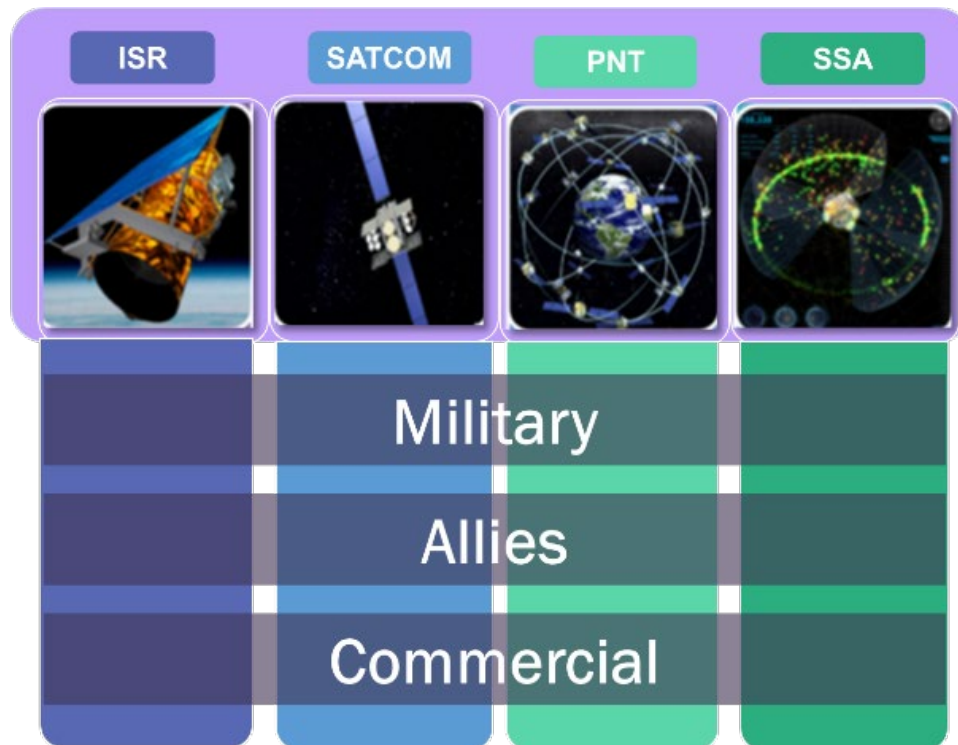 ISR
SATCOM
PNT
SSA
Military
Allies
Commercial